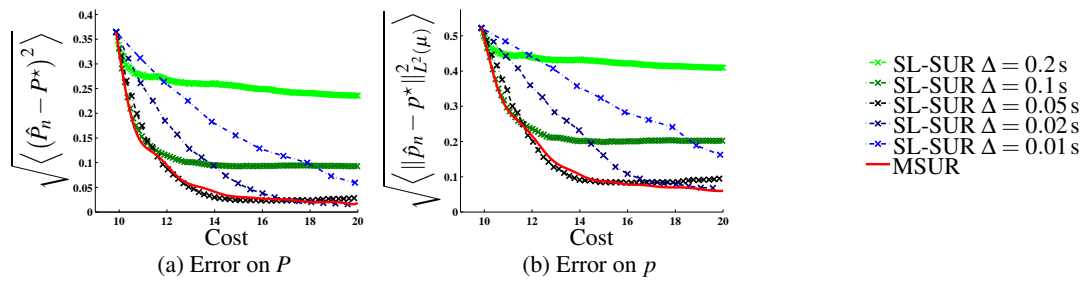 0.4
0.35
0.3
0.25
0.2
0.15
0.1
0.05
0
10 12 14 16 18 20
√⟨(P̂ₙ − P⋆)²⟩
Cost
(a) Error on P
0.5
0.4
0.3
0.2
0.1
0
10 12 14 16 18 20
√⟨||p̂ₙ − p⋆||²_L²(μ)⟩
Cost
(b) Error on p
SL-SUR Δ = 0.2 s
SL-SUR Δ = 0.1 s
SL-SUR Δ = 0.05 s
SL-SUR Δ = 0.02 s
SL-SUR Δ = 0.01 s
MSUR